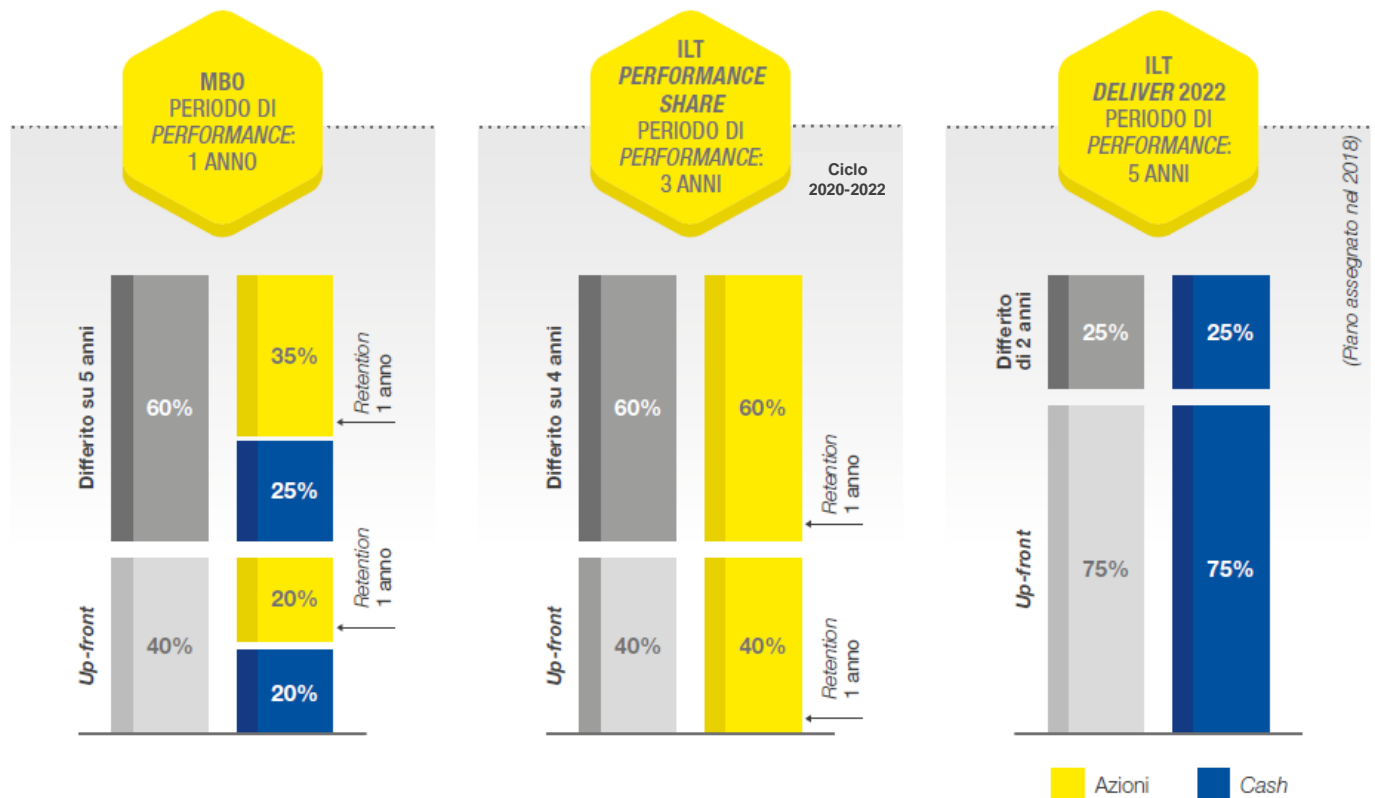 MBO
PERIODO DI
PERFORMANCE:
1 ANNO
Differito su 5 anni
60%
35%
Retention
1 anno
25%
Up-front
40%
20%
Retention
1 anno
20%
ILT
PERFORMANCE
SHARE
PERIODO DI
PERFORMANCE:
3 ANNI
Ciclo
2020-2022
Differito su 4 anni
60%
60%
Retention
1 anno
Up-front
40%
40%
Retention
1 anno
ILT
DELIVER 2022
PERIODO DI
PERFORMANCE:
5 ANNI
(Piano assegnato nel 2018)
Differito
di 2 anni
25%
25%
Up-front
75%
75%
Azioni
Cash